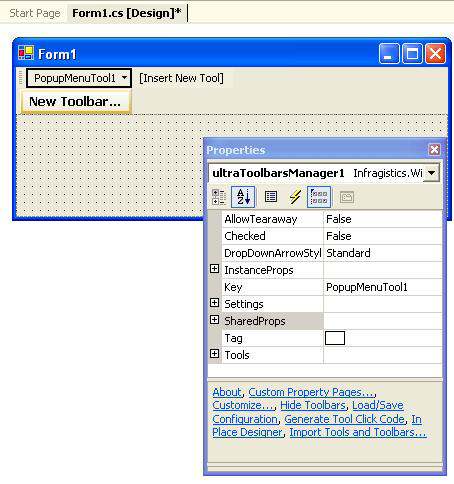 Start Page Form1.cs [Design]*
Form1
PopupMenuTool1 [Insert New Tool]
New Toolbar...
Properties
ultraToolbarsManager1 Infragistics.Wi
AllowTearaway False
Checked False
DropDownArrowStyl Standard
InstanceProps
Key PopupMenuTool1
Settings
SharedProps
Tag
Tools
About, Custom Property Pages...,
Customize..., Hide Toolbars, Load/Save
Configuration, Generate Tool Click Code, In
Place Designer, Import Tools and Toolbars...